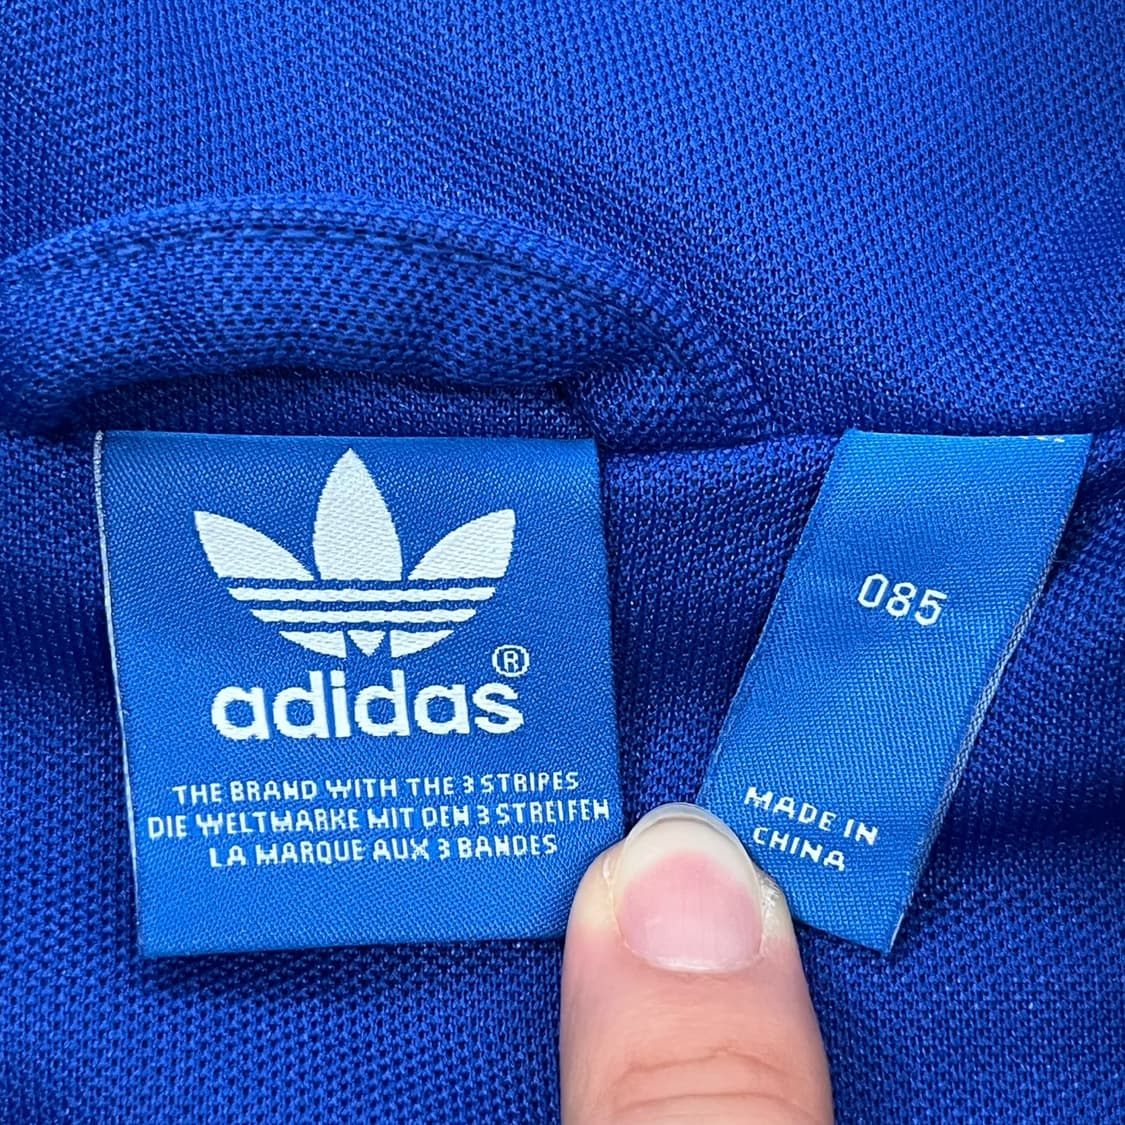 adidas®
THE BRAND WITH THE 3 STRIPES
DIE WELTMARKE MIT DEN 3 STREIFEN
LA MARQUE AUX 3 BANDES
085
MADE IN
CHINA